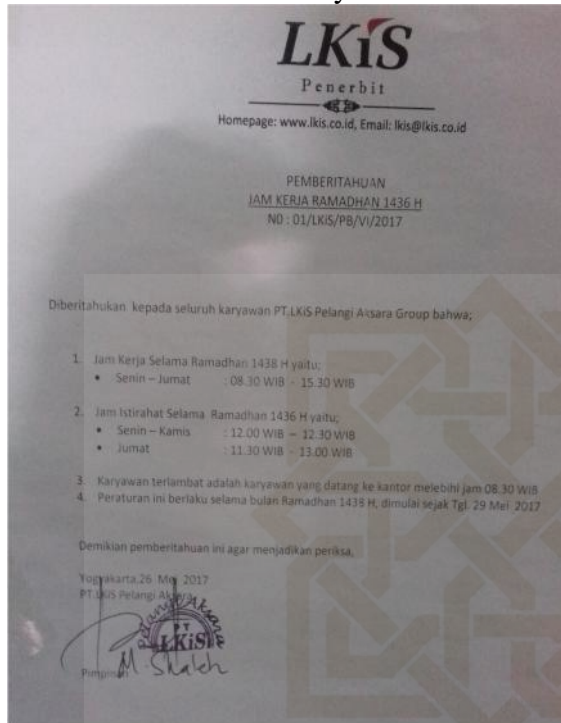 LKiS
Penerbit
Homepage: www.lkis.co.id, Email: lkis@lkis.co.id
PEMBERITAHUAN
JAM KERJA RAMADHAN 1436 H
N0 : 01/LKiS/PB/VI/2017
Diberitahukan kepada seluruh karyawan PT.LKiS Pelangi Aksara Group bahwa;
1. Jam Kerja Selama Ramadhan 1438 H yaitu;
• Senin – Jumat : 08.30 WIB - 15.30 WIB
2. Jam Istirahat Selama Ramadhan 1436 H yaitu;
• Senin – Kamis : 12.00 WIB – 12.30 WIB
• Jumat : 11.30 WIB - 13.00 WIB
3. Karyawan terlambat adalah karyawan yang datang ke kantor melebihi jam 08.30 WIB
4. Peraturan ini berlaku selama bulan Ramadhan 1438 H, dimulai sejak Tgl. 29 Mei 2017
Demikian pemberitahuan ini agar menjadikan periksa,
Yogyakarta,26 Mei 2017
PT.LKiS Pelangi Aksara
Pelangi Aksara
PT
LKiS
M. Shaleh
Pimpinan